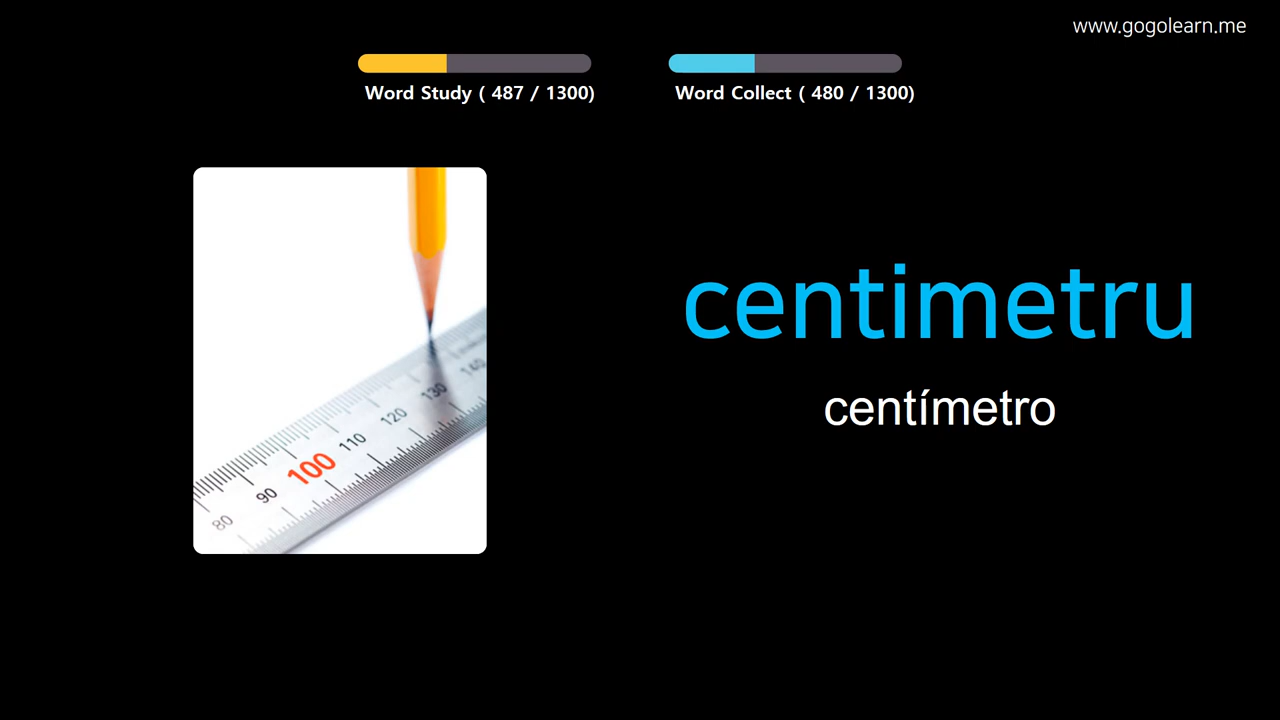 www.gogolearn.me
Word Study ( 487 / 1300)
Word Collect ( 480 / 1300)
centimetru
centímetro
80
90
100
110
120
130
140